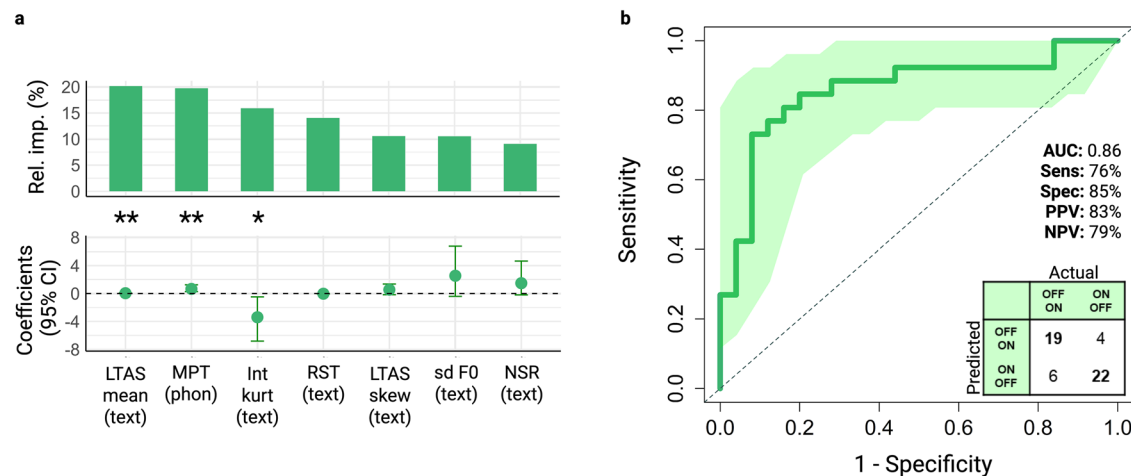 a
Rel. imp. (%)
20
15
10
5
0
** ** *
Coefficients
(95% CI)
8
4
0
-4
-8
LTAS
mean
(text)
MPT
(phon)
Int
kurt
(text)
RST
(text)
LTAS
skew
(text)
sd F0
(text)
NSR
(text)
b
Sensitivity
1.0
0.8
0.6
0.4
0.2
0.0
AUC: 0.86
Sens: 76%
Spec: 85%
PPV: 83%
NPV: 79%
Actual
OFF ON
ON OFF
Predicted
OFF
ON
19 4
ON
OFF
6 22
0.0 0.2 0.4 0.6 0.8 1.0
1 - Specificity